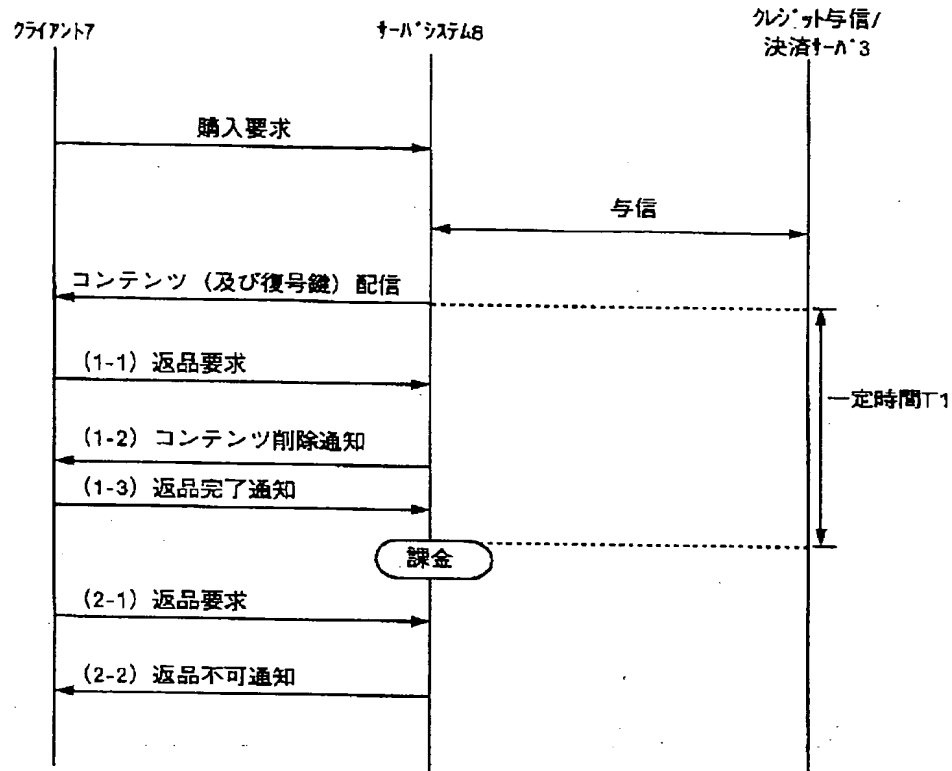 クライアント7
サーバシステム8
クレジット与信/
決済サーバ3
購入要求
与信
コンテンツ（及び復号鍵）配信
(1-1) 返品要求
一定時間T1
(1-2) コンテンツ削除通知
(1-3) 返品完了通知
課金
(2-1) 返品要求
(2-2) 返品不可通知